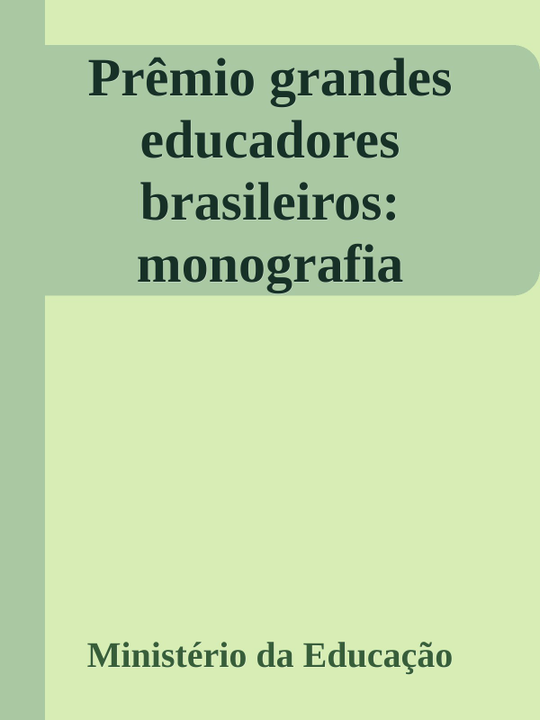 Prêmio grandes
educadores
brasileiros:
monografia
Ministério da Educação